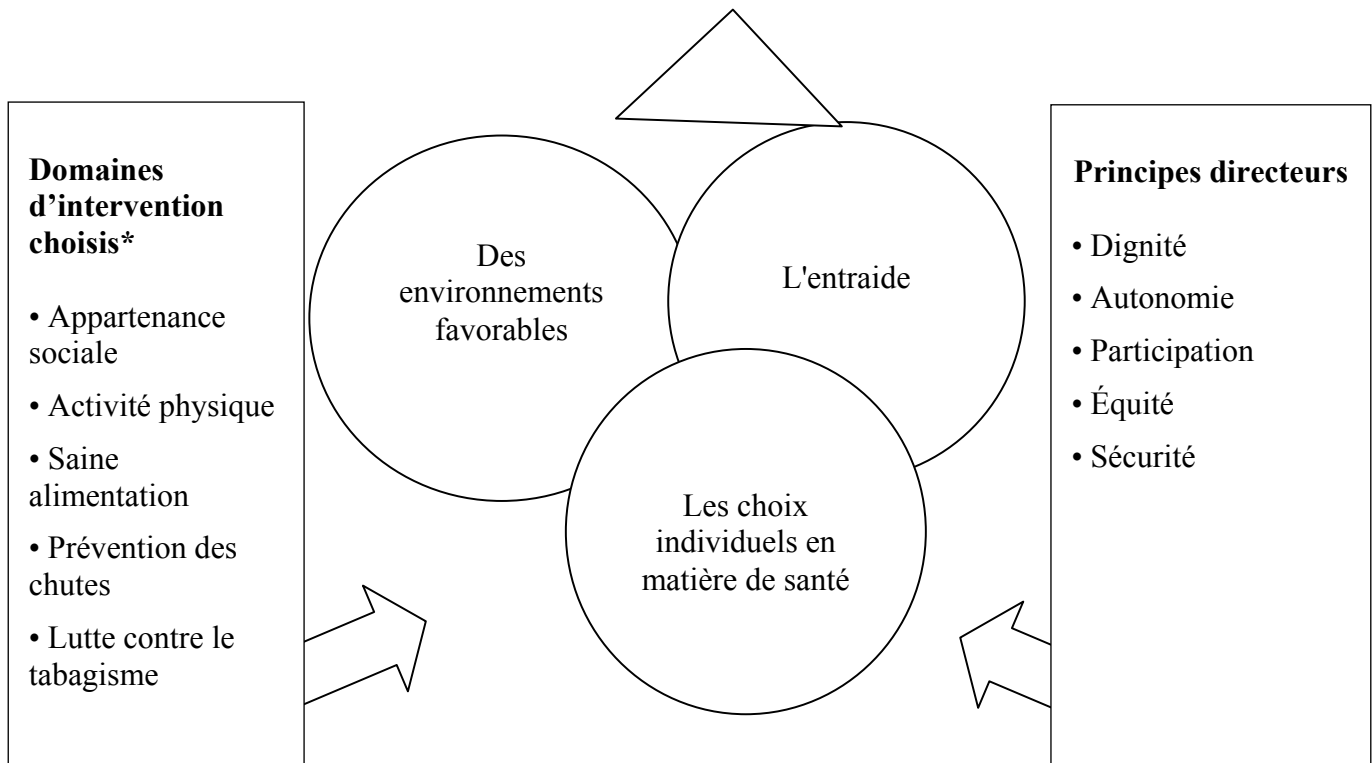 Domaines
d’intervention
choisis*
• Appartenance
sociale
• Activité physique
• Saine
alimentation
• Prévention des
chutes
• Lutte contre le
tabagisme
Des
environnements
favorables
L'entraide
Les choix
individuels en
matière de santé
Principes directeurs
• Dignité
• Autonomie
• Participation
• Équité
• Sécurité